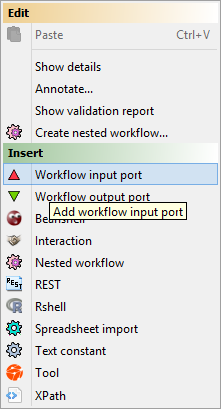 Edit
Paste Ctrl+V
Show details
Annotate...
Show validation report
Create nested workflow...
Insert
Workflow input port
Workflow output port
Add workflow input port
Beanshell
Interaction
Nested workflow
REST
Rshell
Spreadsheet import
Text constant
Tool
XPath